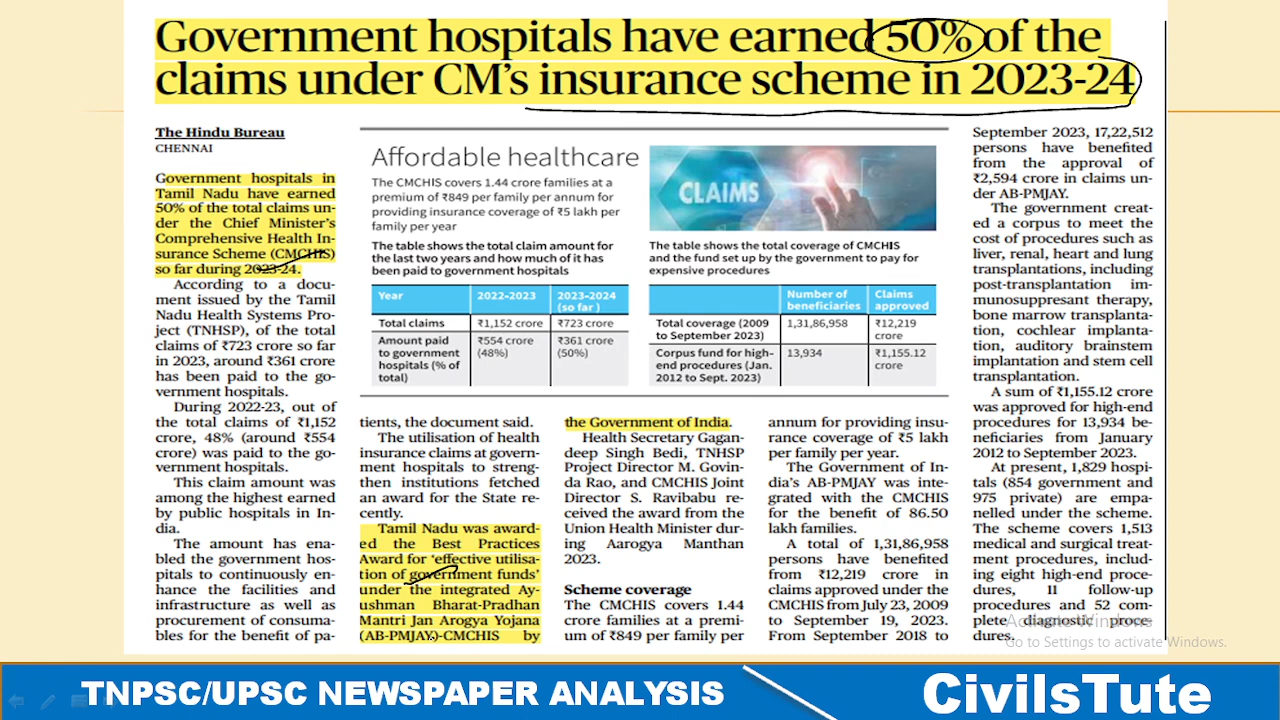 Government hospitals have earned 50% of the
claims under CM's insurance scheme in 2023-24
The Hindu Bureau
CHENNAI
Government hospitals in
Tamil Nadu have earned
50% of the total claims un-
der the Chief Minister's
Comprehensive Health In-
surance Scheme (CMCHIS)
so far during 2023-24.
According to a docu-
ment issued by the Tamil
Nadu Health Systems Pro-
ject (TNHSP), of the total
claims of ₹723 crore so far
in 2023, around ₹361 crore
has been paid to the go-
vernment hospitals.
During 2022-23, out of
the total claims of ₹1,152
crore, 48% (around ₹554
crore) was paid to the go-
vernment hospitals.
This claim amount was
among the highest earned
by public hospitals in In-
dia.
The amount has ena-
bled the government hos-
pitals to continuously en-
hance the facilities and
infrastructure as well as
procurement of consuma-
bles for the benefit of pa-
Affordable healthcare
The CMCHIS covers 1.44 crore families at a
premium of ₹849 per family per annum for
providing insurance coverage of ₹5 lakh per
family per year
The table shows the total claim amount for
the last two years and how much of it has
been paid to government hospitals
Year 2022-2023 2023-2024
(so far )
Total claims ₹1,152 crore ₹723 crore
Amount paid ₹554 crore ₹361 crore
to government (48%) (50%)
hospitals (% of
total)
CLAIMS
The table shows the total coverage of CMCHIS
and the fund set up by the government to pay for
expensive procedures
Number of Claims
beneficiaries approved
Total coverage (2009 1,31,86,958 ₹12,219
to September 2023) crore
Corpus fund for high- 13,934 ₹1,155.12
end procedures (Jan. crore
2012 to Sept. 2023)
tients, the document said.
The utilisation of health
insurance claims at govern-
ment hospitals to streng-
then institutions fetched
an award for the State re-
cently.
Tamil Nadu was award-
ed the Best Practices
Award for 'effective utilisa-
tion of government funds'
under the integrated Ay-
ushman Bharat-Pradhan
Mantri Jan Arogya Yojana
(AB-PMJAY)-CMCHIS by
the Government of India.
Health Secretary Gagan-
deep Singh Bedi, TNHSP
Project Director M. Govin-
da Rao, and CMCHIS Joint
Director S. Ravibabu re-
ceived the award from the
Union Health Minister dur-
ing Aarogya Manthan
2023.
Scheme coverage
The CMCHIS covers 1.44
crore families at a premi-
um of ₹849 per family per
annum for providing insu-
rance coverage of ₹5 lakh
per family per year.
The Government of In-
dia's AB-PMJAY was inte-
grated with the CMCHIS
for the benefit of 86.50
lakh families.
A total of 1,31,86,958
persons have benefited
from ₹12,219 crore in
claims approved under the
CMCHIS from July 23, 2009
to September 19, 2023.
From September 2018 to
September 2023, 17,22,512
persons have benefited
from the approval of
₹2,594 crore in claims un-
der AB-PMJAY.
The government creat-
ed a corpus to meet the
cost of procedures such as
liver, renal, heart and lung
transplantations, including
post-transplantation im-
munosuppresant therapy,
bone marrow transplanta-
tion, cochlear implanta-
tion, auditory brainstem
implantation and stem cell
transplantation.
A sum of ₹1,155.12 crore
was approved for high-end
procedures for 13,934 be-
neficiaries from January
2012 to September 2023.
At present, 1,829 hospi-
tals (854 government and
975 private) are empa-
nelled under the scheme.
The scheme covers 1,513
medical and surgical treat-
ment procedures, includ-
ing eight high-end proce-
dures, 11 follow-up
procedures and 52 com-
plete diagnostic proce-
dures.
Activate Windows
Go to Settings to activate Windows.
TNPSC/UPSC NEWSPAPER ANALYSIS
CivilsTute